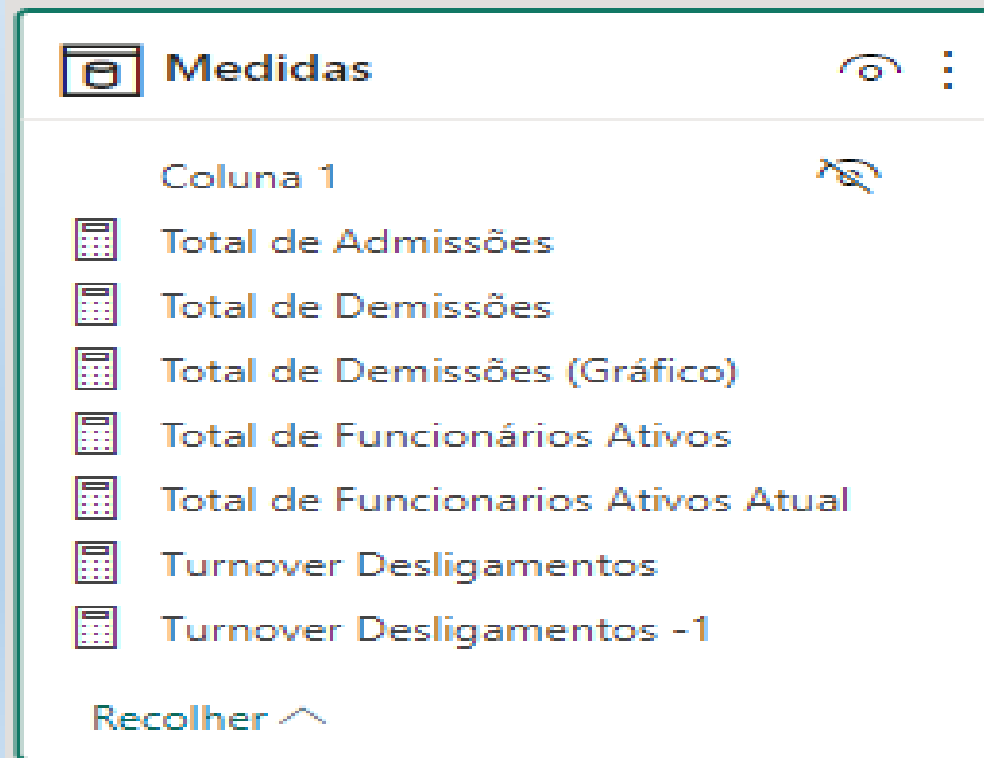 Medidas
Coluna 1
Total de Admissões
Total de Demissões
Total de Demissões (Gráfico)
Total de Funcionários Ativos
Total de Funcionarios Ativos Atual
Turnover Desligamentos
Turnover Desligamentos -1
Recolher